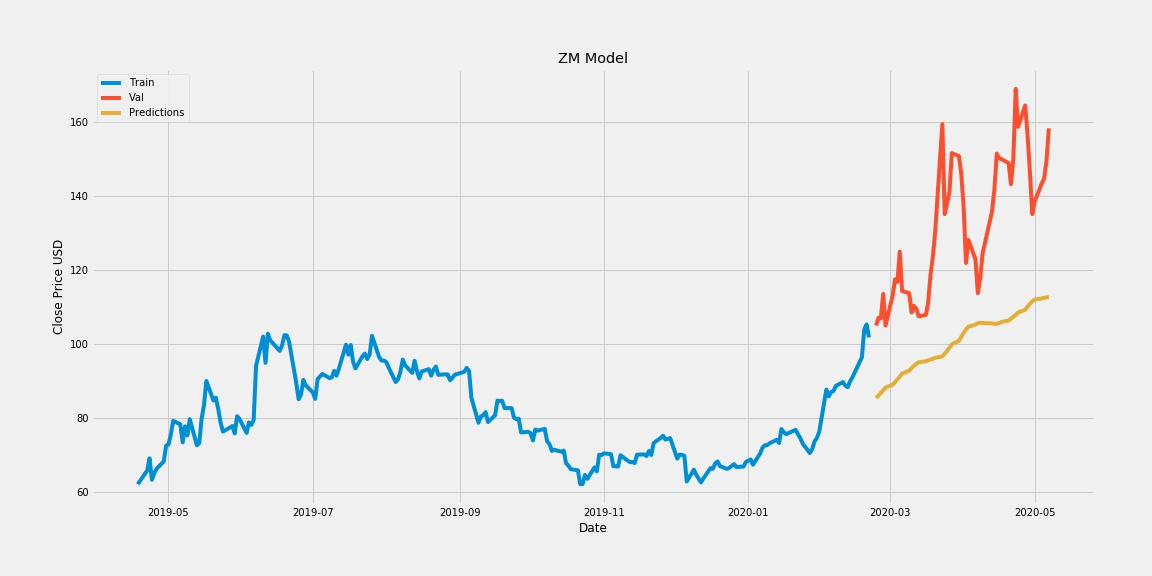 ZM Model
Train
Val
Predictions
Close Price USD
160
140
120
100
80
60
2019-05
2019-07
2019-09
2019-11
2020-01
2020-03
2020-05
Date